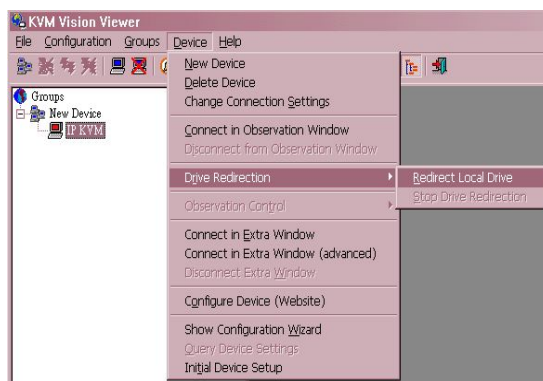 KVM Vision Viewer
File Configuration Groups Device Help
Groups
New Device
IP KVM
New Device
Delete Device
Change Connection Settings
Connect in Observation Window
Disconnect from Observation Window
Drive Redirection
Redirect Local Drive
Stop Drive Redirection
Observation Control
Connect in Extra Window
Connect in Extra Window (advanced)
Disconnect Extra Window
Configure Device (Website)
Show Configuration Wizard
Query Device Settings
Initial Device Setup